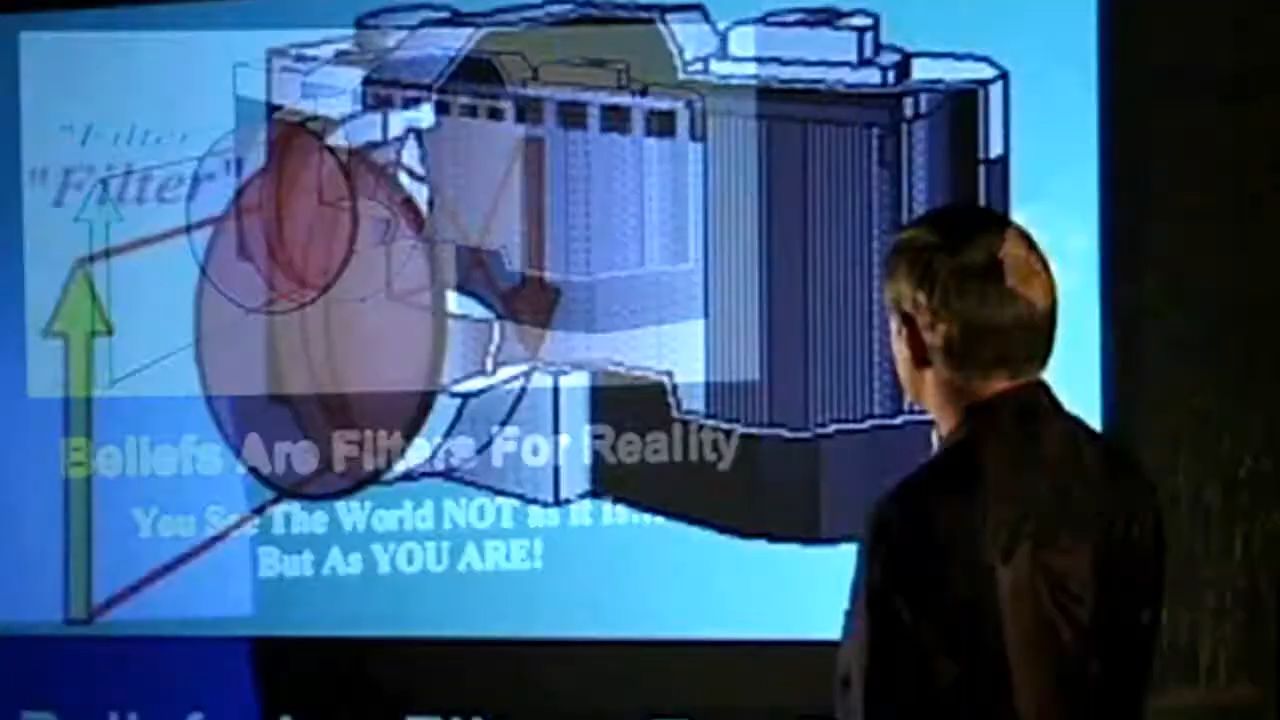 "Filter"
"Filter"
Beliefs Are Filters For Reality
You See The World NOT as It Is...
But As YOU ARE!